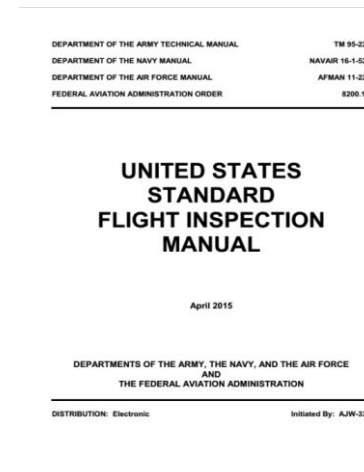 DEPARTMENT OF THE ARMY TECHNICAL MANUAL TM 95-22
DEPARTMENT OF THE NAVY MANUAL NAVAIR 16-1-52
DEPARTMENT OF THE AIR FORCE MANUAL AFMAN 11-22
FEDERAL AVIATION ADMINISTRATION ORDER 8200.1
UNITED STATES
STANDARD
FLIGHT INSPECTION
MANUAL
April 2015
DEPARTMENTS OF THE ARMY, THE NAVY, AND THE AIR FORCE
AND
THE FEDERAL AVIATION ADMINISTRATION
DISTRIBUTION: Electronic Initiated By: AJW-33